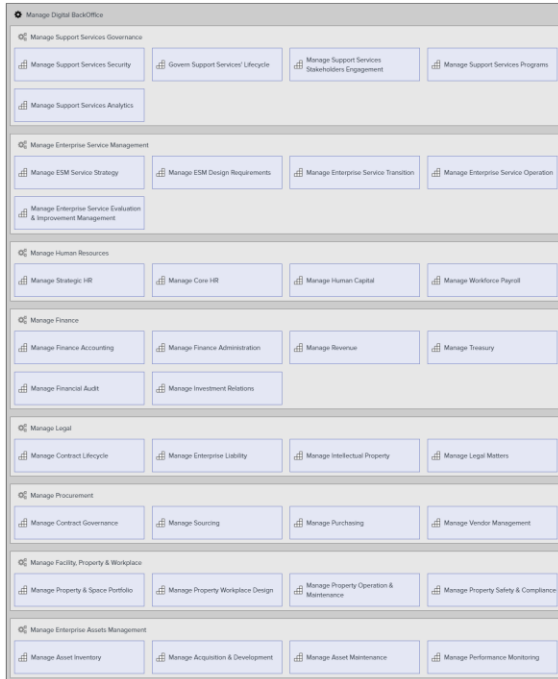 Manage Digital BackOffice
Manage Support Services Governance
Manage Support Services Security
Govern Support Services' Lifecycle
Manage Support Services
Stakeholders Engagement
Manage Support Services Programs
Manage Support Services Analytics
Manage Enterprise Service Management
Manage ESM Service Strategy
Manage ESM Design Requirements
Manage Enterprise Service Transition
Manage Enterprise Service Operation
Manage Enterprise Service Evaluation
& Improvement Management
Manage Human Resources
Manage Strategic HR
Manage Core HR
Manage Human Capital
Manage Workforce Payroll
Manage Finance
Manage Finance Accounting
Manage Finance Administration
Manage Revenue
Manage Treasury
Manage Financial Audit
Manage Investment Relations
Manage Legal
Manage Contract Lifecycle
Manage Enterprise Liability
Manage Intellectual Property
Manage Legal Matters
Manage Procurement
Manage Contract Governance
Manage Sourcing
Manage Purchasing
Manage Vendor Management
Manage Facility, Property & Workplace
Manage Property & Space Portfolio
Manage Property Workplace Design
Manage Property Operation &
Maintenance
Manage Property Safety & Compliance
Manage Enterprise Assets Management
Manage Asset Inventory
Manage Acquisition & Development
Manage Asset Maintenance
Manage Performance Monitoring